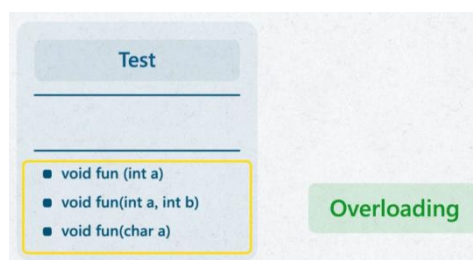 Test
void fun (int a)
void fun(int a, int b)
void fun(char a)
Overloading